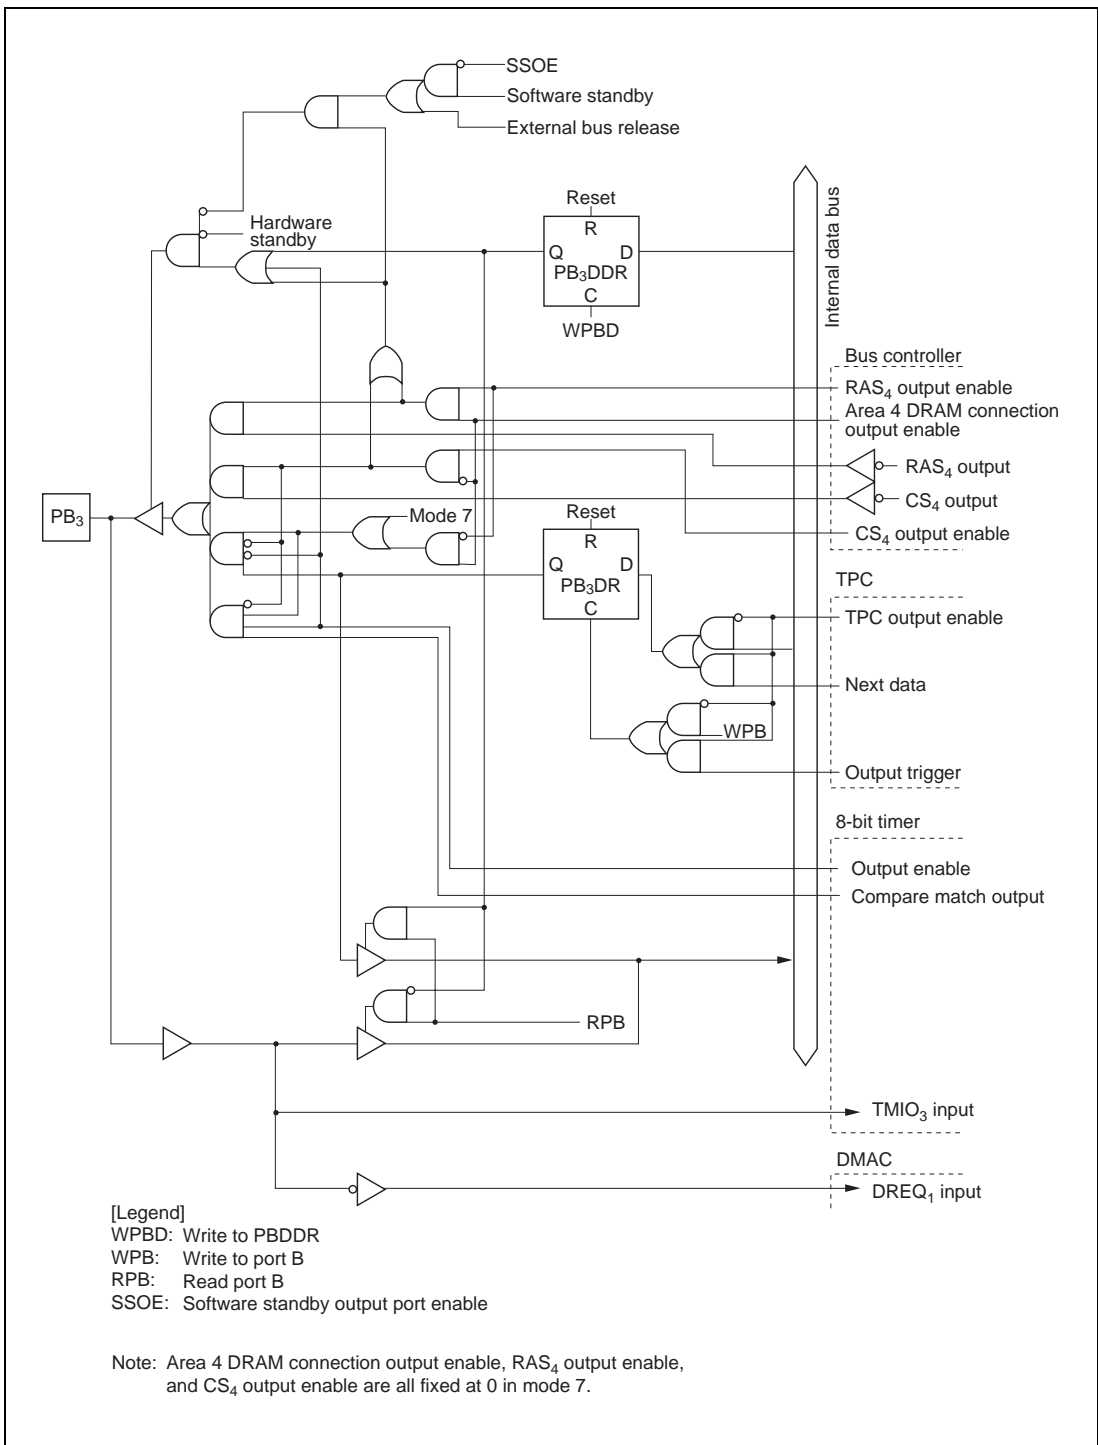 SSOE
Software standby
External bus release
Hardware
standby
Reset
R
Q D
PB₃DDR
C
WPBD
Internal data bus
Bus controller
RAS₄ output enable
Area 4 DRAM connection
output enable
RAS₄ output
CS₄ output
CS₄ output enable
PB₃
Mode 7
Reset
R
Q D
PB₃DR
C
TPC
TPC output enable
Next data
WPB
Output trigger
8-bit timer
Output enable
Compare match output
RPB
TMIO₃ input
DMAC
DREQ₁ input
[Legend]
WPBD: Write to PBDDR
WPB: Write to port B
RPB: Read port B
SSOE: Software standby output port enable
Note: Area 4 DRAM connection output enable, RAS₄ output enable,
and CS₄ output enable are all fixed at 0 in mode 7.